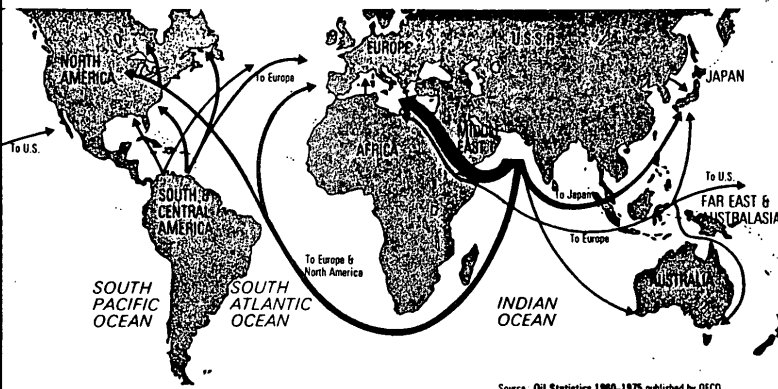 NORTH
AMERICA
EUROPE
U.S.S.R.
JAPAN
To Europe
To U.S.
AFRICA
MIDDLE
EAST
SOUTH &
CENTRAL
AMERICA
To Japan
To U.S.
FAR EAST &
AUSTRALASIA
To Europe
To Europe &
North America
AUSTRALIA
SOUTH
PACIFIC
OCEAN
SOUTH
ATLANTIC
OCEAN
INDIAN
OCEAN
Source: Oil Statistics 1960-1975 published by OECD